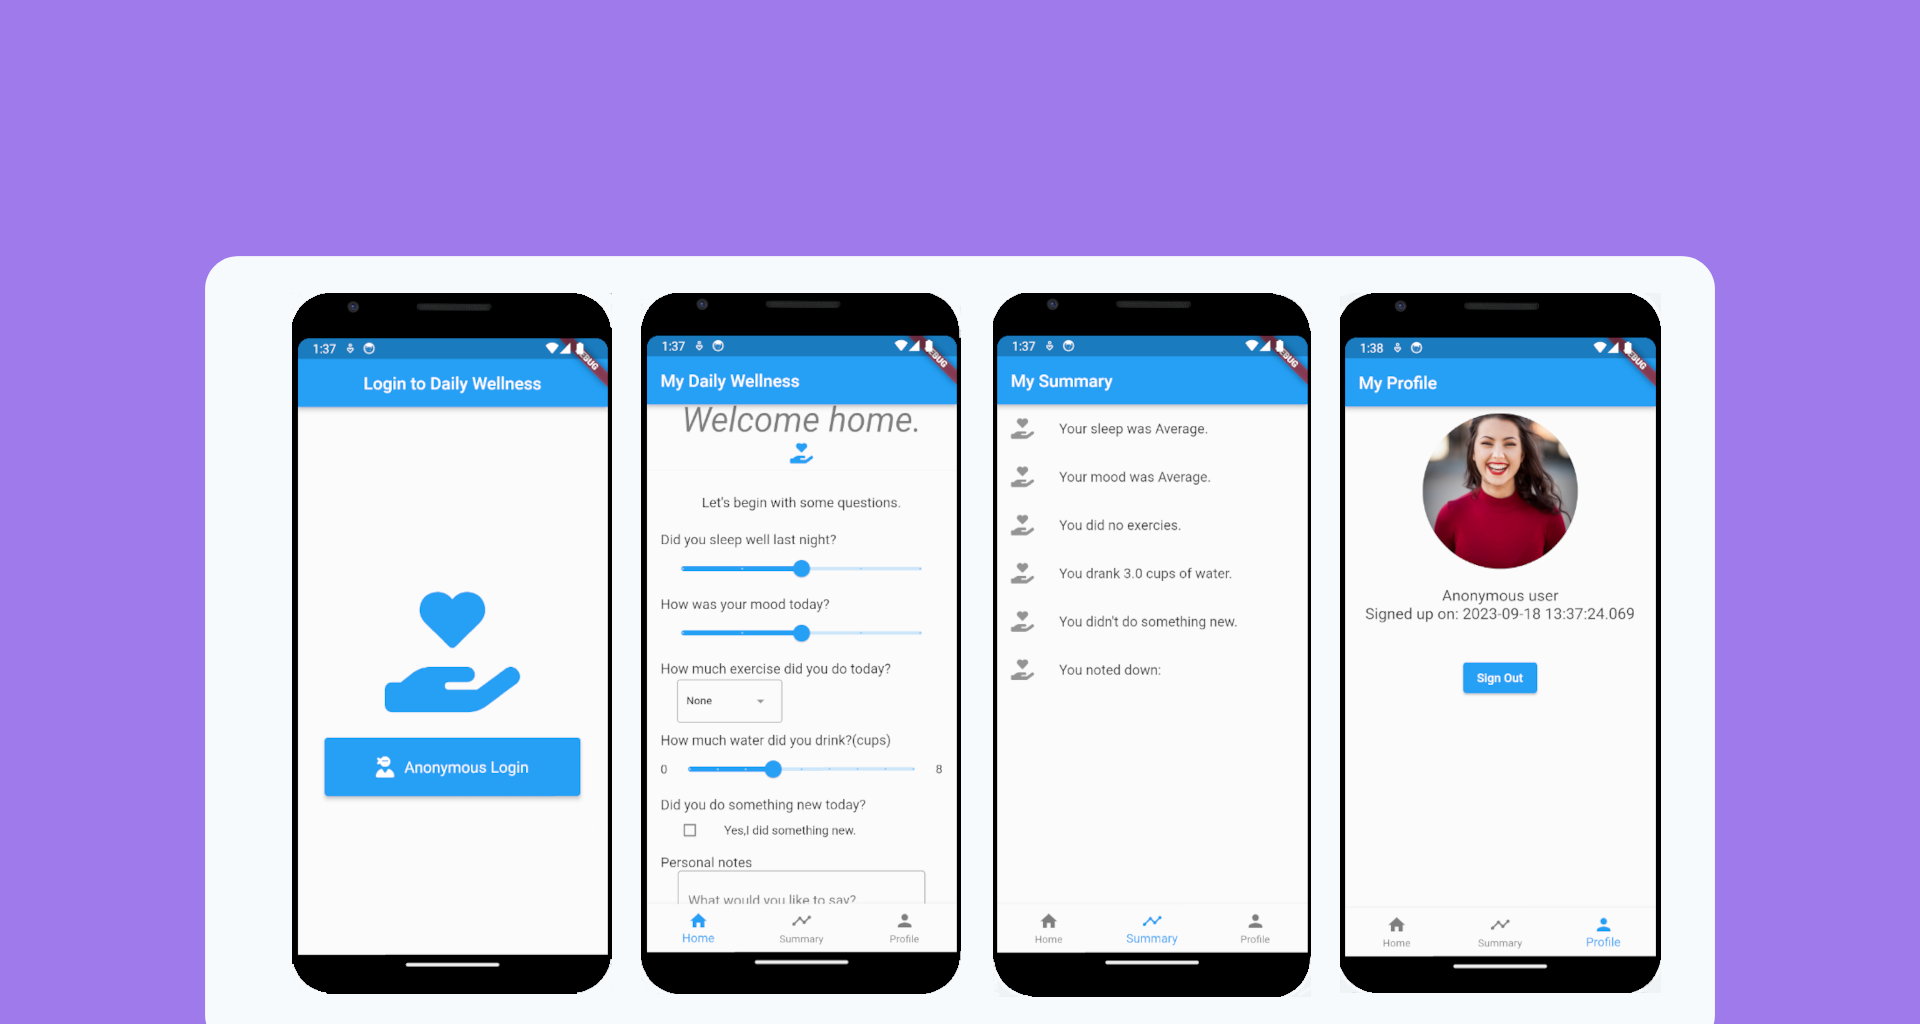 1:37
Login to Daily Wellness
Anonymous Login
1:37
My Daily Wellness
Welcome home.
Let's begin with some questions.
Did you sleep well last night?
How was your mood today?
How much exercise did you do today?
None
How much water did you drink?(cups)
0 8
Did you do something new today?
Yes,I did something new.
Personal notes
What would you like to say?
Home Summary Profile
1:37
My Summary
Your sleep was Average.
Your mood was Average.
You did no exercies.
You drank 3.0 cups of water.
You didn't do something new.
You noted down:
Home Summary Profile
1:38
My Profile
Anonymous user
Signed up on: 2023-09-18 13:37:24.069
Sign Out
Home Summary Profile